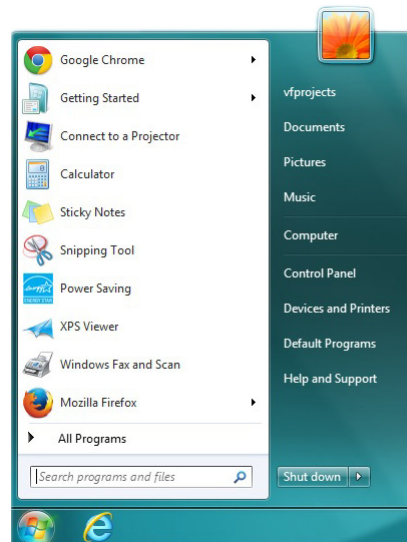 Google Chrome
Getting Started
Connect to a Projector
Calculator
Sticky Notes
Snipping Tool
Power Saving
XPS Viewer
Windows Fax and Scan
Mozilla Firefox
All Programs
Search programs and files
vfprojects
Documents
Pictures
Music
Computer
Control Panel
Devices and Printers
Default Programs
Help and Support
Shut down